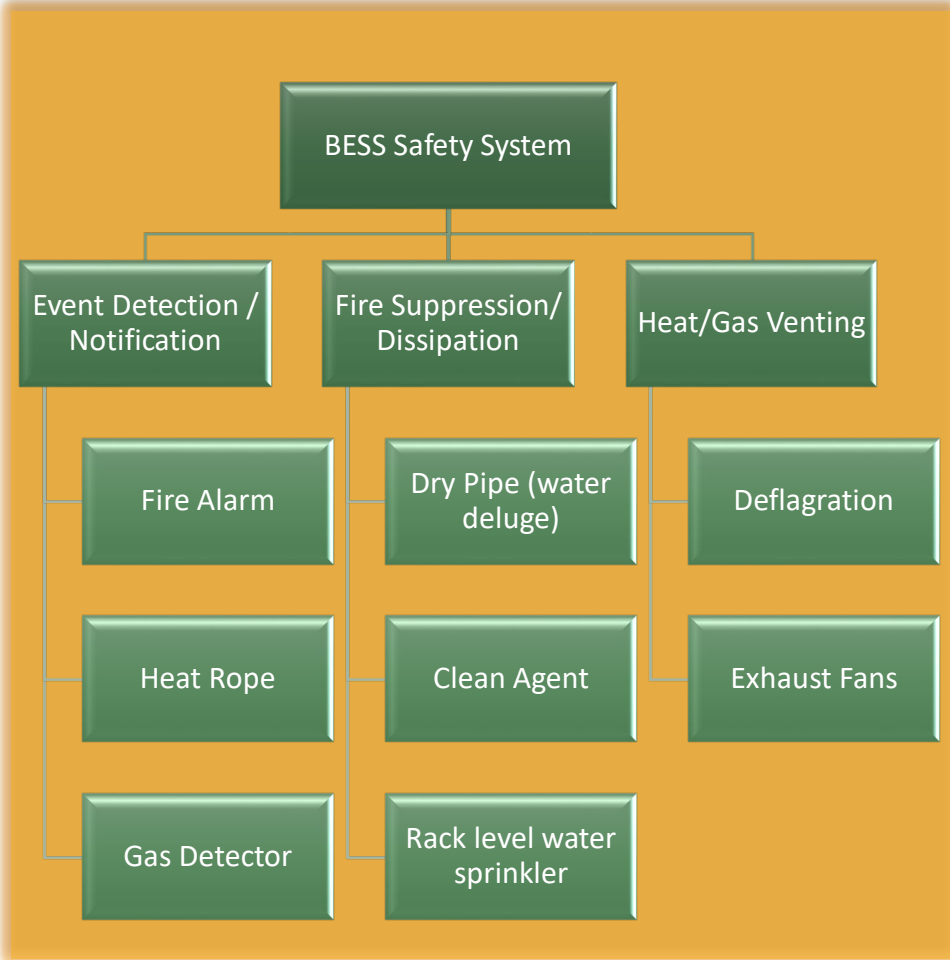 BESS Safety System
Event Detection /
Notification
Fire Suppression/
Dissipation
Heat/Gas Venting
Fire Alarm
Dry Pipe (water
deluge)
Deflagration
Heat Rope
Clean Agent
Exhaust Fans
Gas Detector
Rack level water
sprinkler